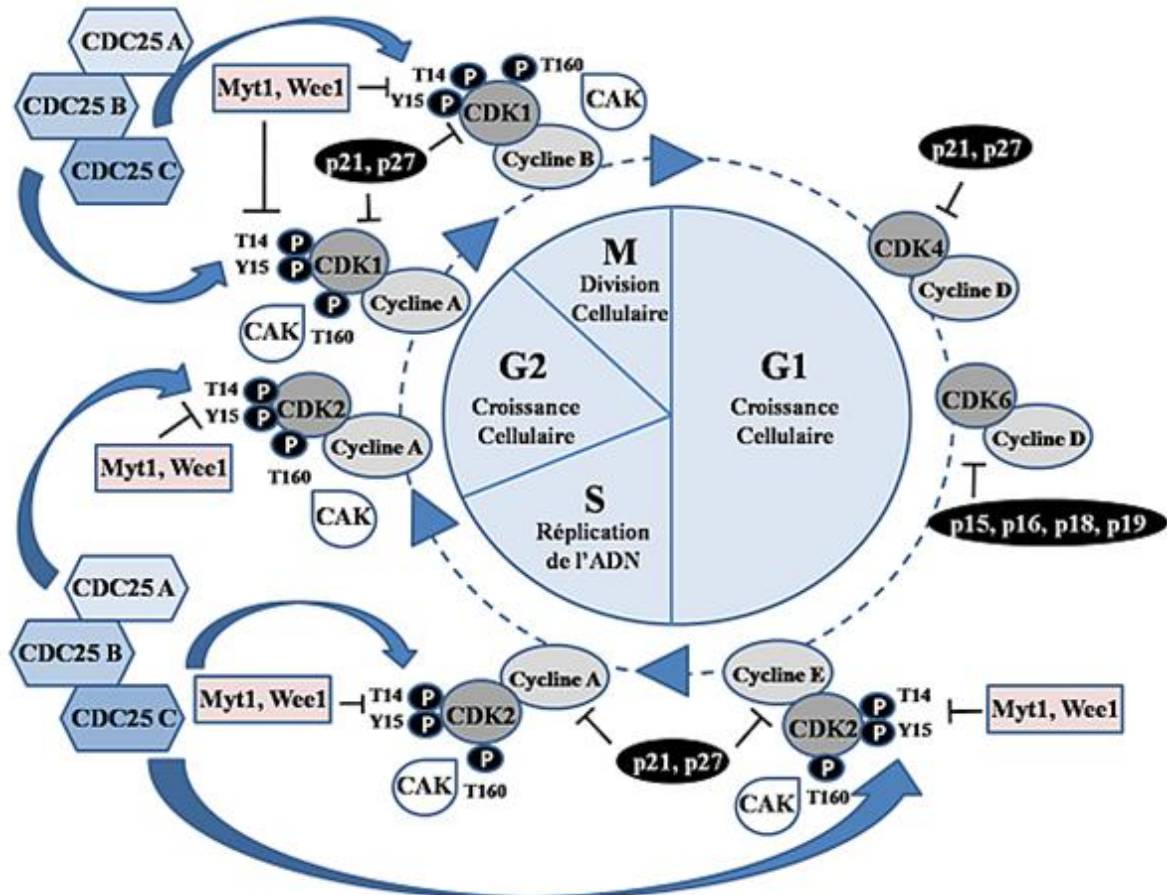 CDC25 A
CDC25 B
CDC25 C
Myt1, Wee1
T14
P
P
T160
Y15
P
CDK1
CAK
Cycline B
p21, p27
p21, p27
CDK4
Cycline D
T14
P
Y15
P
CDK1
Cycline A
P
T160
CAK
M
Division
Cellulaire
G2
Croissance
Cellulaire
G1
Croissance
Cellulaire
S
Réplication
de l'ADN
CDK6
Cycline D
p15, p16, p18, p19
T14
P
Y15
P
CDK2
Cycline A
P
T160
CAK
Myt1, Wee1
CDC25 A
CDC25 B
CDC25 C
Myt1, Wee1
T14
P
Y15
P
CDK2
Cycline A
P
T160
CAK
p21, p27
Cycline E
CDK2
P
T14
P
Y15
P
T160
CAK
Myt1, Wee1